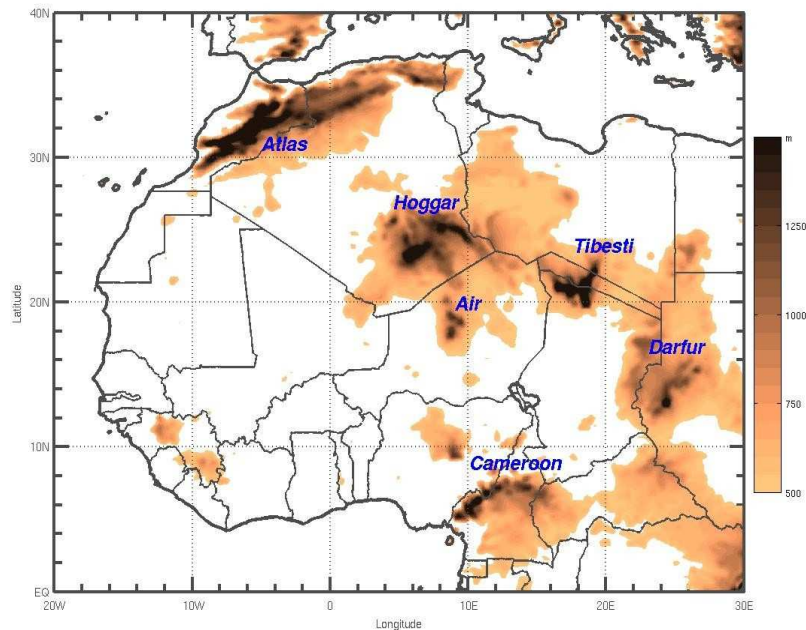 40N
m
Atlas
30N
Hoggar
1250
Tibesti
Latitude
20N
Air
1000
Darfur
750
10N
Cameroon
500
EQ
20W
10W
0
10E
20E
30E
Longitude